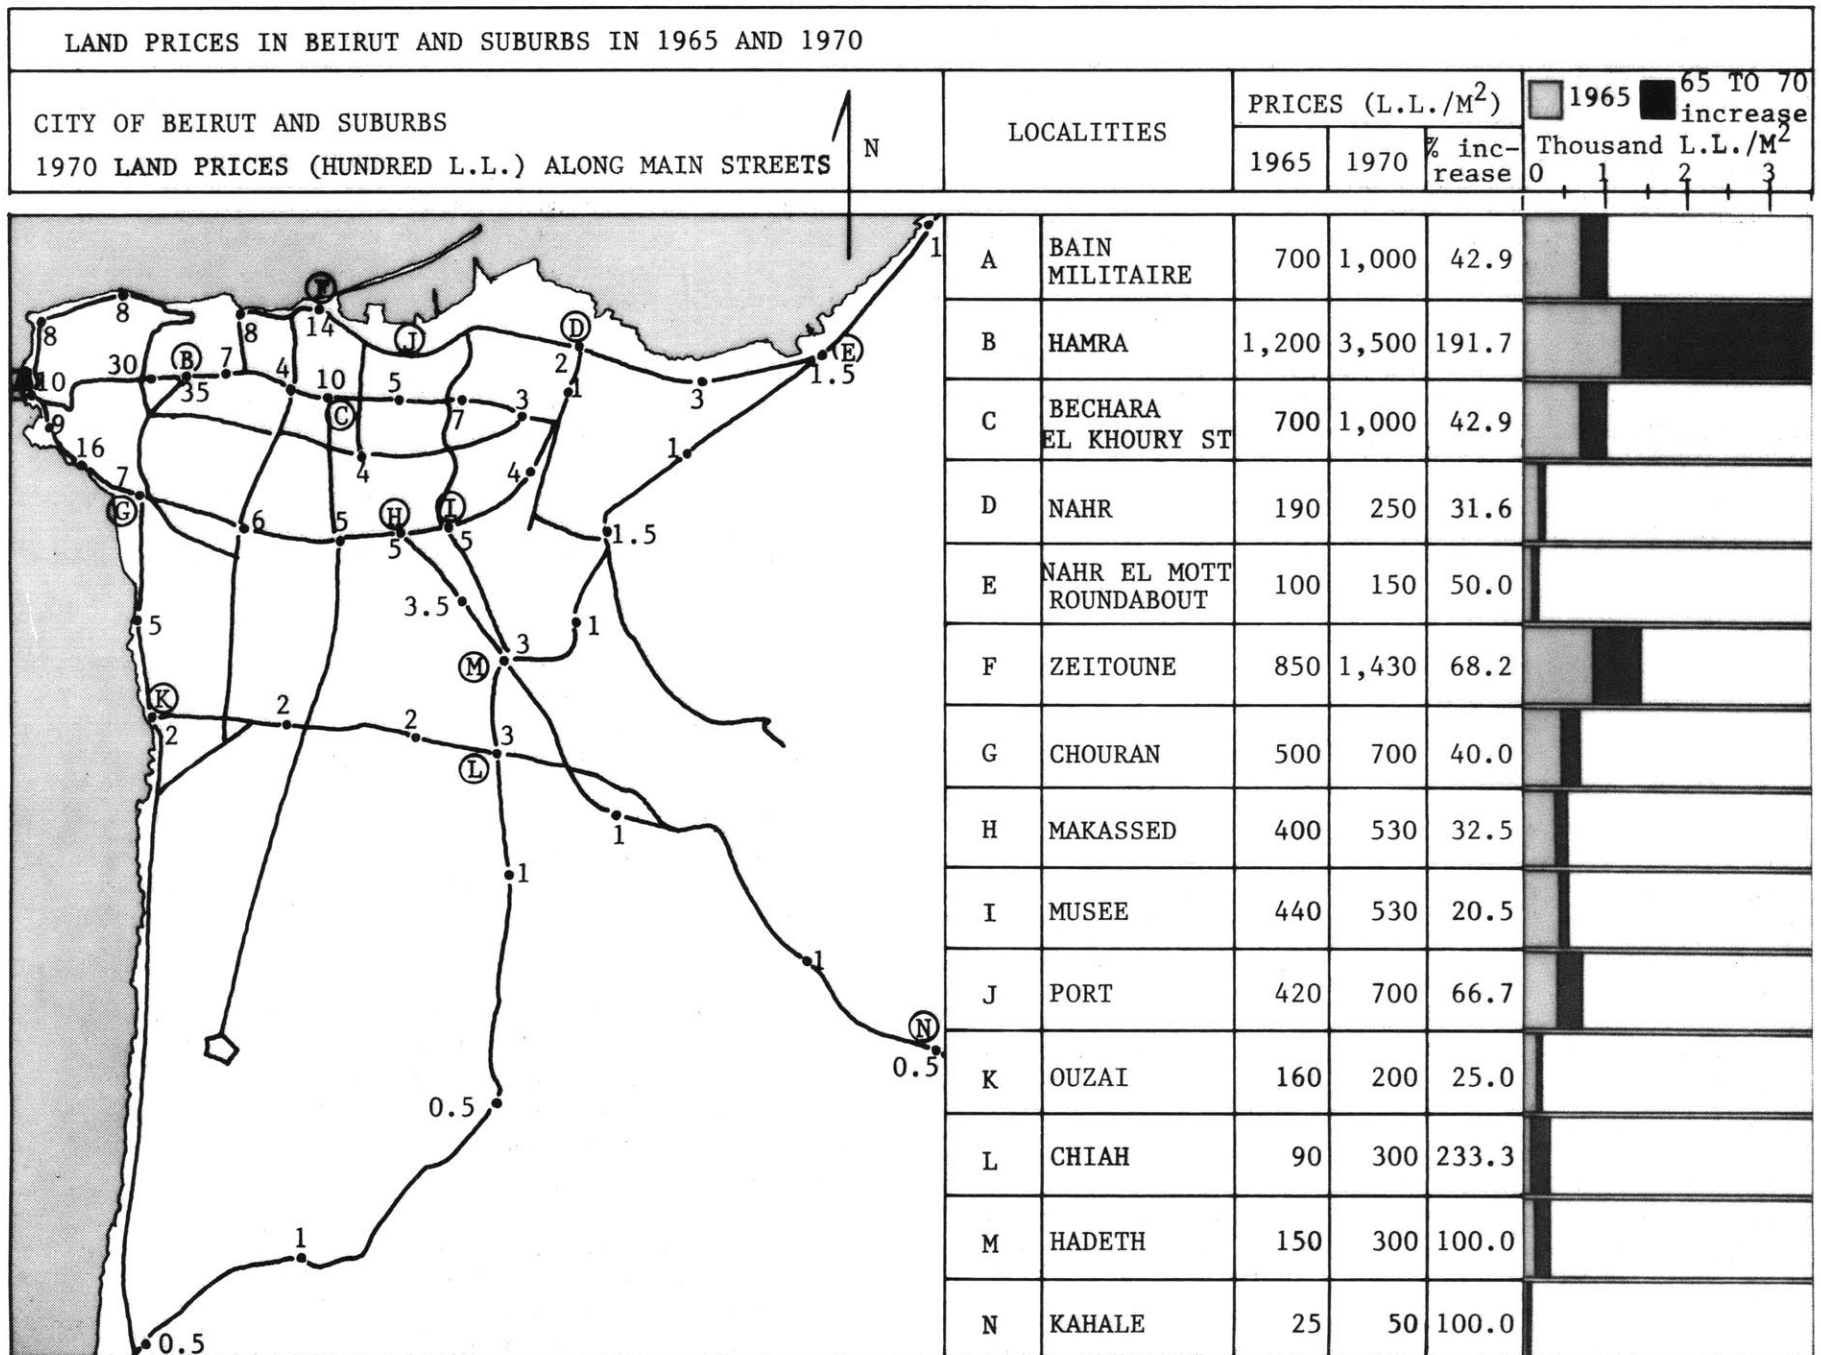 LAND PRICES IN BEIRUT AND SUBURBS IN 1965 AND 1970
CITY OF BEIRUT AND SUBURBS
1970 LAND PRICES (HUNDRED L.L.) ALONG MAIN STREETS
N
LOCALITIES
PRICES (L.L./M²)
1965 1970 % inc-
rease
1965 65 TO 70
increase
Thousand L.L./M²
0 1 2 3
A BAIN
MILITAIRE 700 1,000 42.9
B HAMRA 1,200 3,500 191.7
C BECHARA
EL KHOURY ST 700 1,000 42.9
D NAHR 190 250 31.6
E NAHR EL MOTT
ROUNDABOUT 100 150 50.0
F ZEITOUNE 850 1,430 68.2
G CHOURAN 500 700 40.0
H MAKASSED 400 530 32.5
I MUSEE 440 530 20.5
J PORT 420 700 66.7
K OUZAI 160 200 25.0
L CHIAH 90 300 233.3
M HADETH 150 300 100.0
N KAHALE 25 50 100.0
1
8
8
8
F
14
J
D
2
E
1.5
3
30
B
35
7
4
10
C
5
7
3
1
A
10
9
16
7
G
4
4
1
6
5
H
5
I
5
1.5
3.5
3
M
1
5
K
2
2
2
3
L
1
1
1
N
0.5
0.5
1
0.5